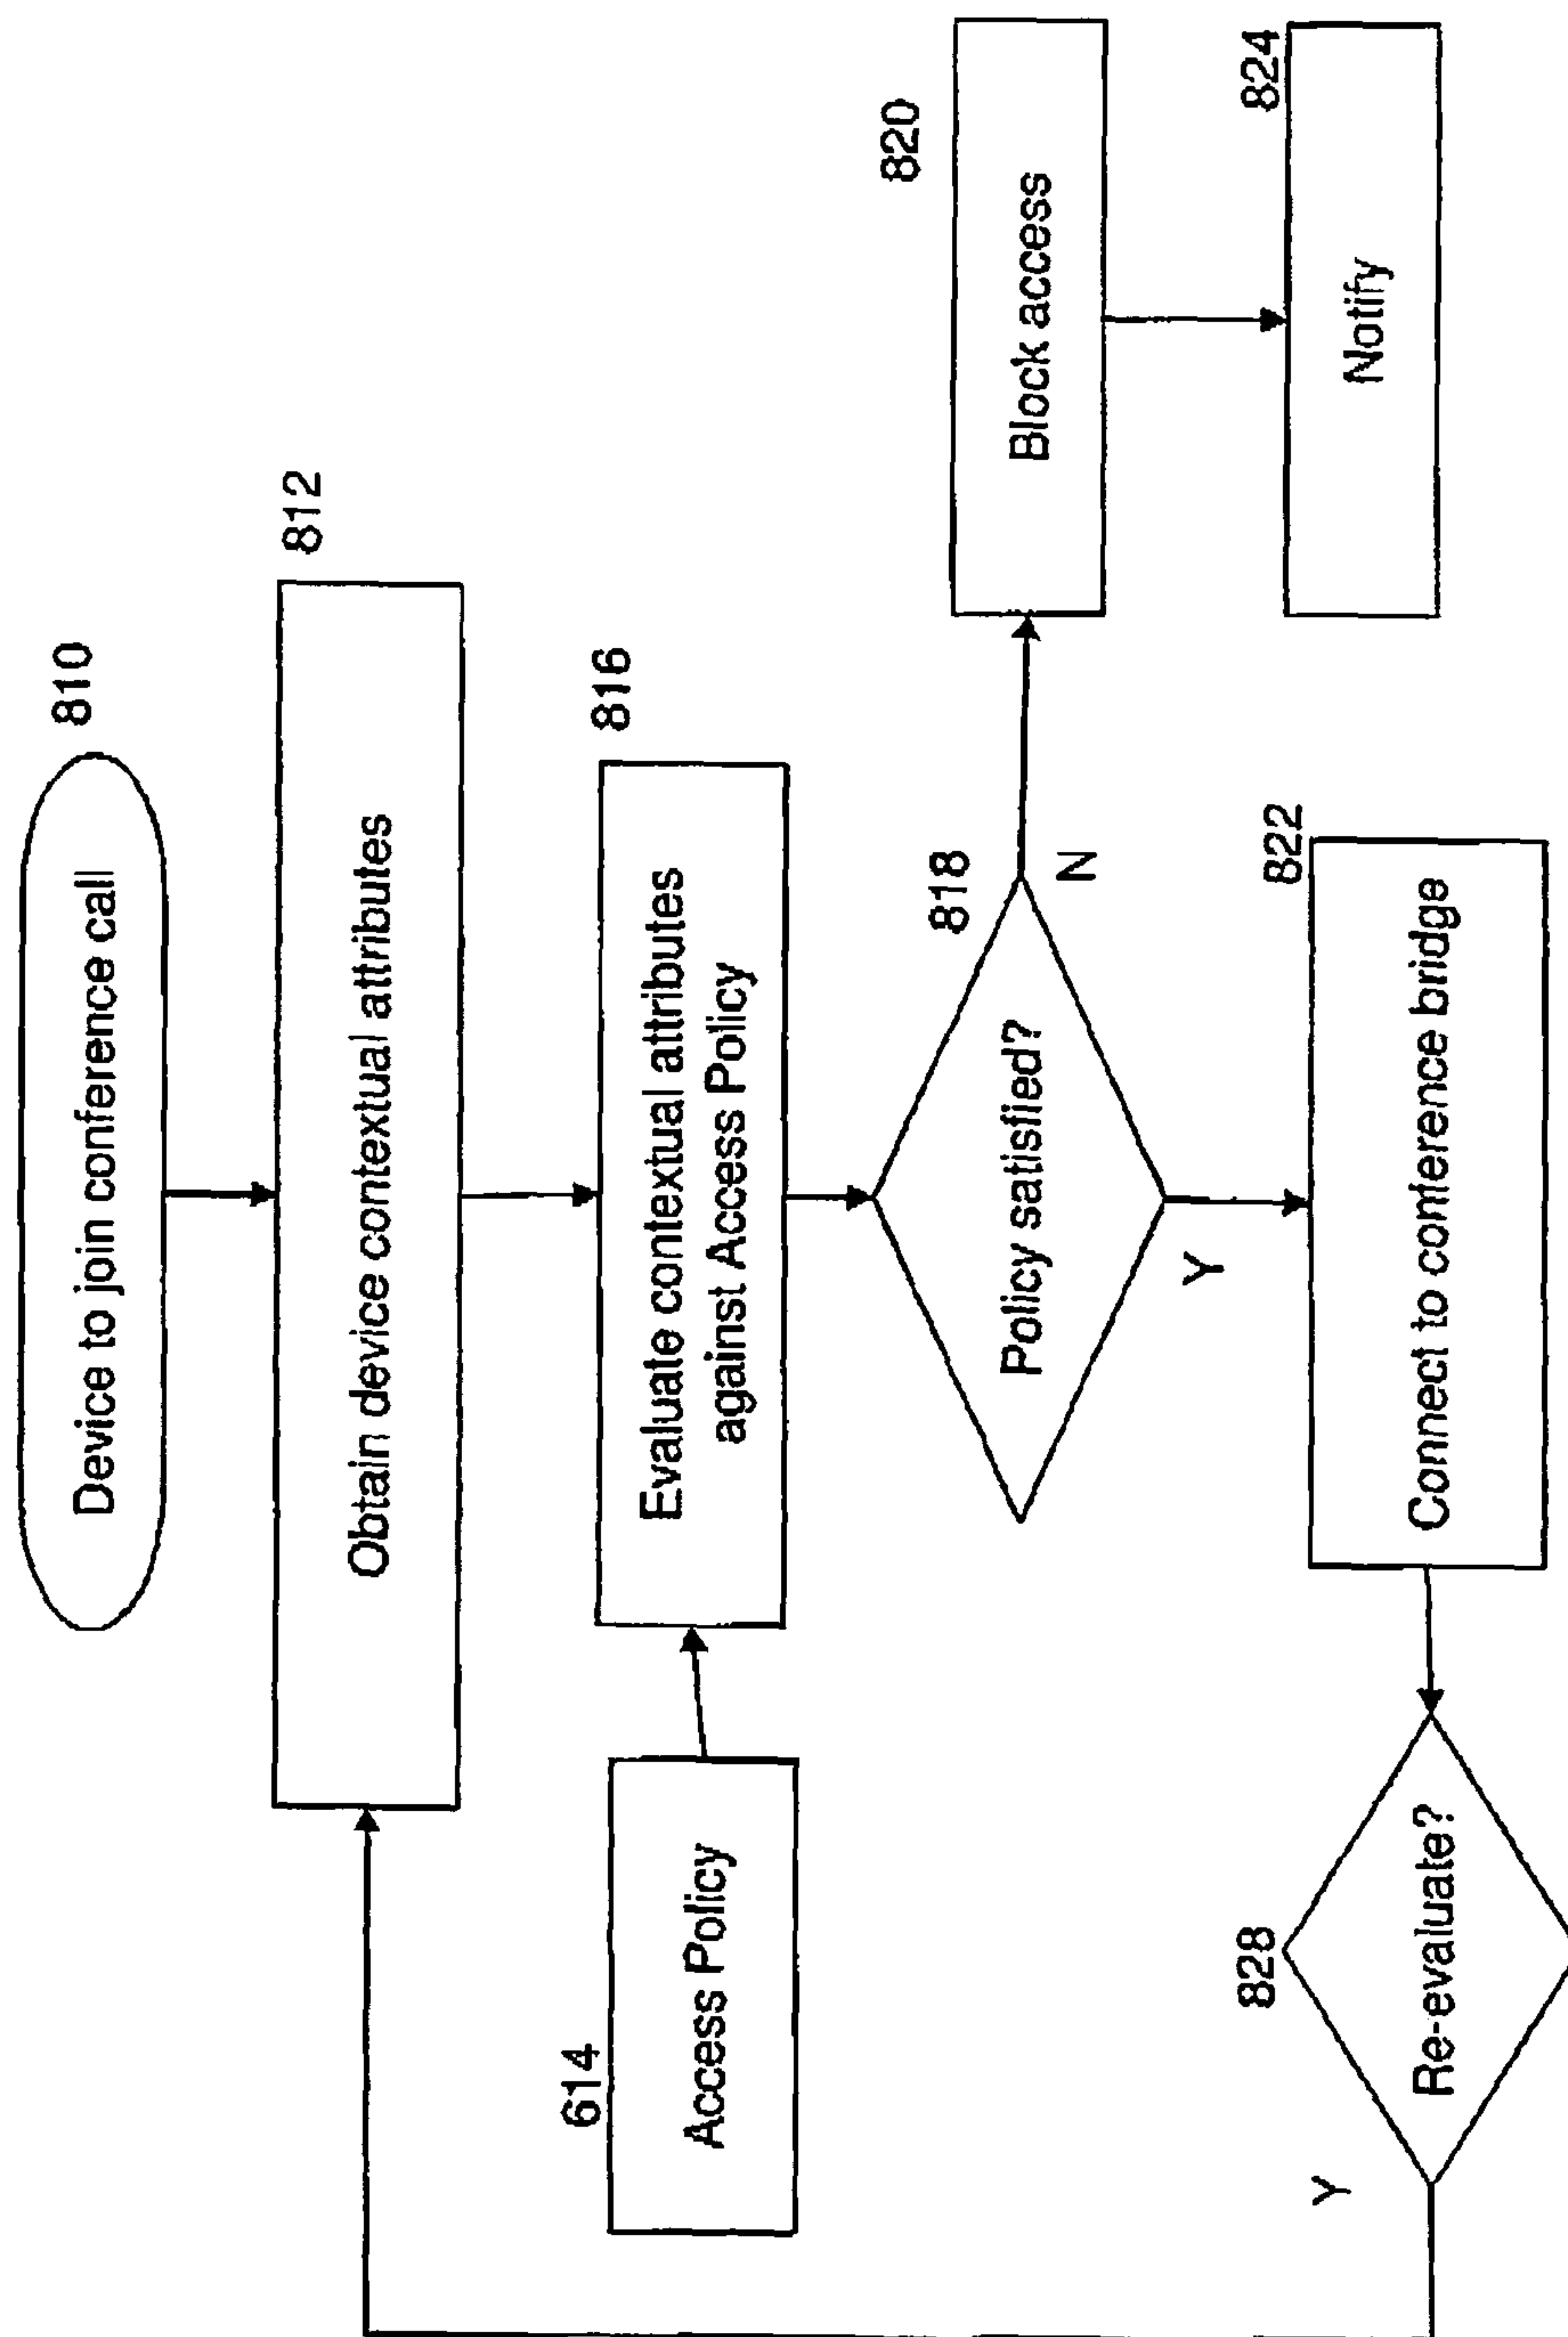 810
Device to join conference call
812
Obtain device contextual attributes
816
Evaluate contextual attributes
against Access Policy
614
Access Policy
818
Policy satisfied?
N
820
Block access
824
Notify
Y
822
Connect to conference bridge
828
Re-evaluate?
Y